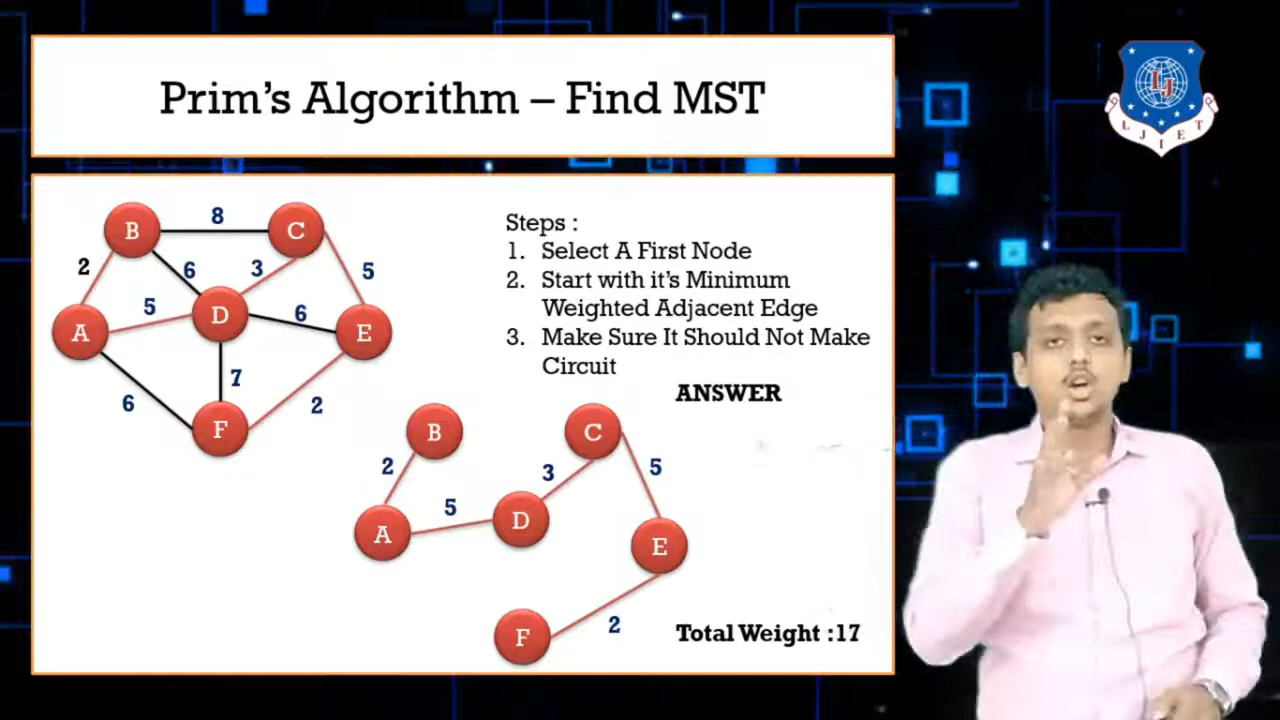 Prim's Algorithm – Find MST
L J I E T
LJ
B
8
C
2
6
3
5
A
5
D
6
E
7
6
F
2
Steps :
1. Select A First Node
2. Start with it's Minimum
Weighted Adjacent Edge
3. Make Sure It Should Not Make
Circuit
ANSWER
B
C
2
3
5
A
5
D
E
F
2
Total Weight :17